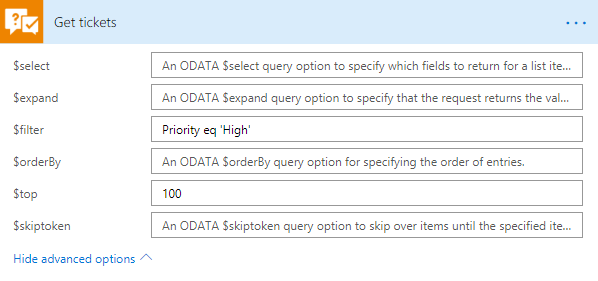 Get tickets
$select An ODATA $select query option to specify which fields to return for a list ite...
$expand An ODATA $expand query option to specify that the request returns the val...
$filter Priority eq 'High'
$orderBy An ODATA $orderBy query option for specifying the order of entries.
$top 100
$skiptoken An ODATA $skiptoken query option to skip over items until the specified ite...
Hide advanced options